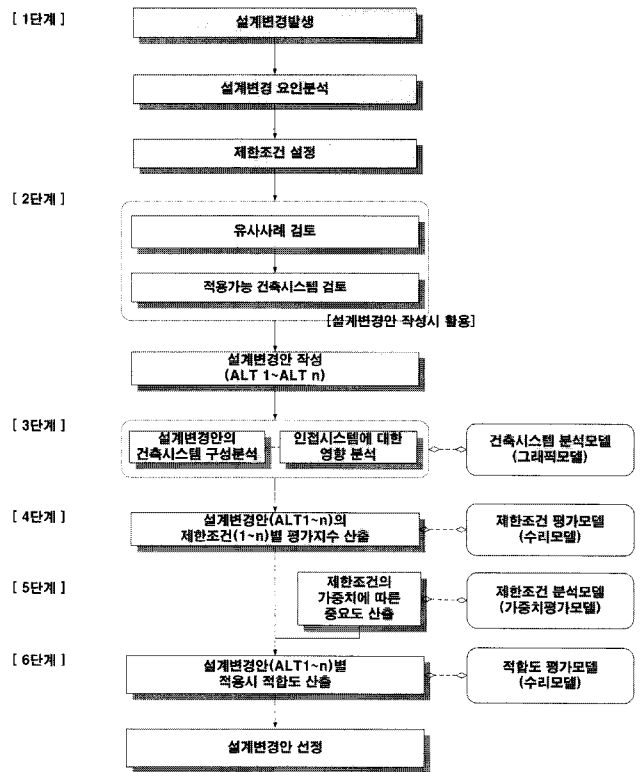 [ 1단계 ]
설계변경발생
설계변경 요인분석
제한조건 설정
[ 2단계 ]
유사사례 검토
적용가능 건축시스템 검토
[설계변경안 작성시 활용]
설계변경안 작성
(ALT 1~ALT n)
[ 3단계 ]
설계변경안의
건축시스템 구성분석
인접시스템에 대한
영향 분석
건축시스템 분석모델
(그래픽모델)
[ 4단계 ]
설계변경안(ALT1~n)의
제한조건(1~n)별 평가지수 산출
제한조건 평가모델
(수리모델)
[ 5단계 ]
제한조건의
가중치에 따른
중요도 산출
제한조건 분석모델
(가중치평가모델)
[ 6단계 ]
설계변경안(ALT1~n)별
적용시 적합도 산출
적합도 평가모델
(수리모델)
설계변경안 선정